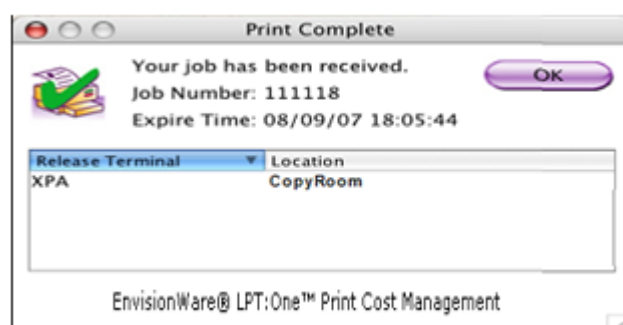 Print Complete
Your job has been received.
OK
Job Number: 111118
Expire Time: 08/09/07 18:05:44
Release Terminal Location
XPA CopyRoom
EnvisionWare® LPT:One™ Print Cost Management